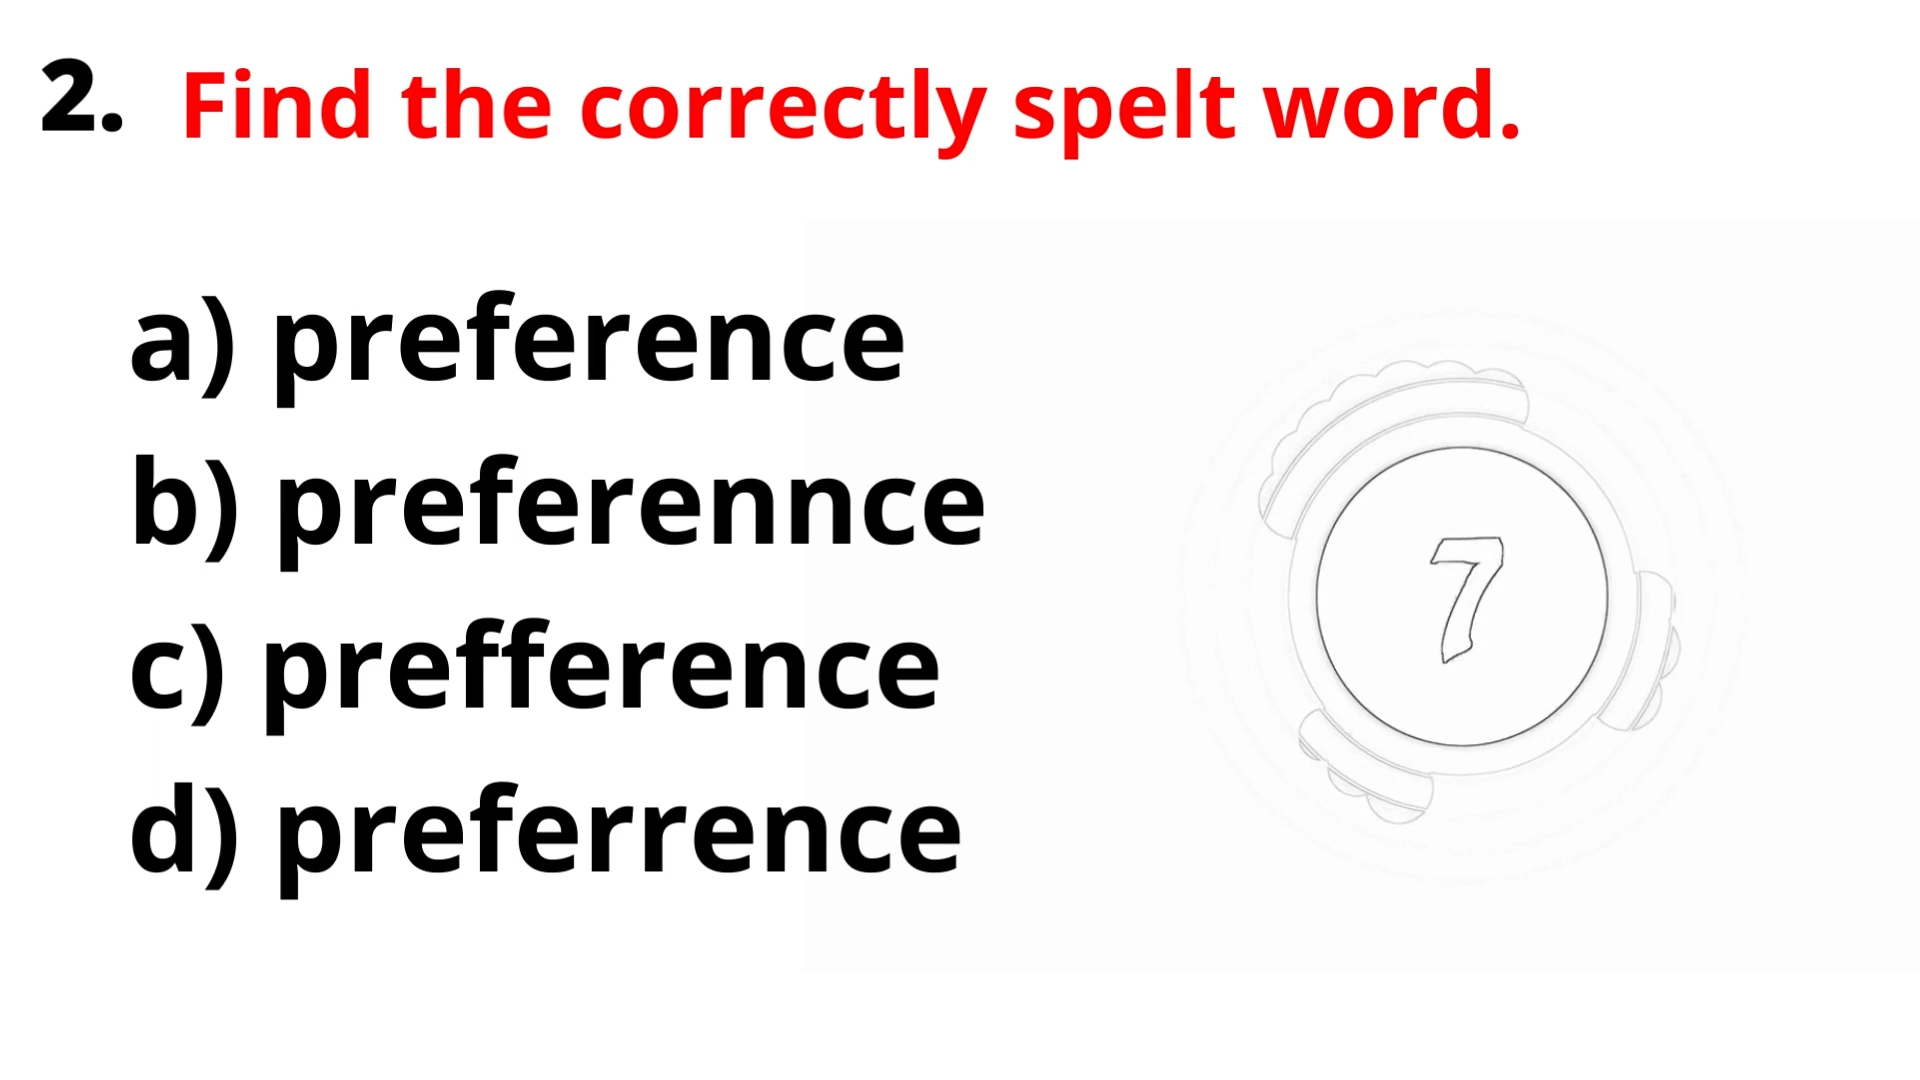 2. Find the correctly spelt word.
a) preference
b) preferennce
c) prefference
d) preferrence
7